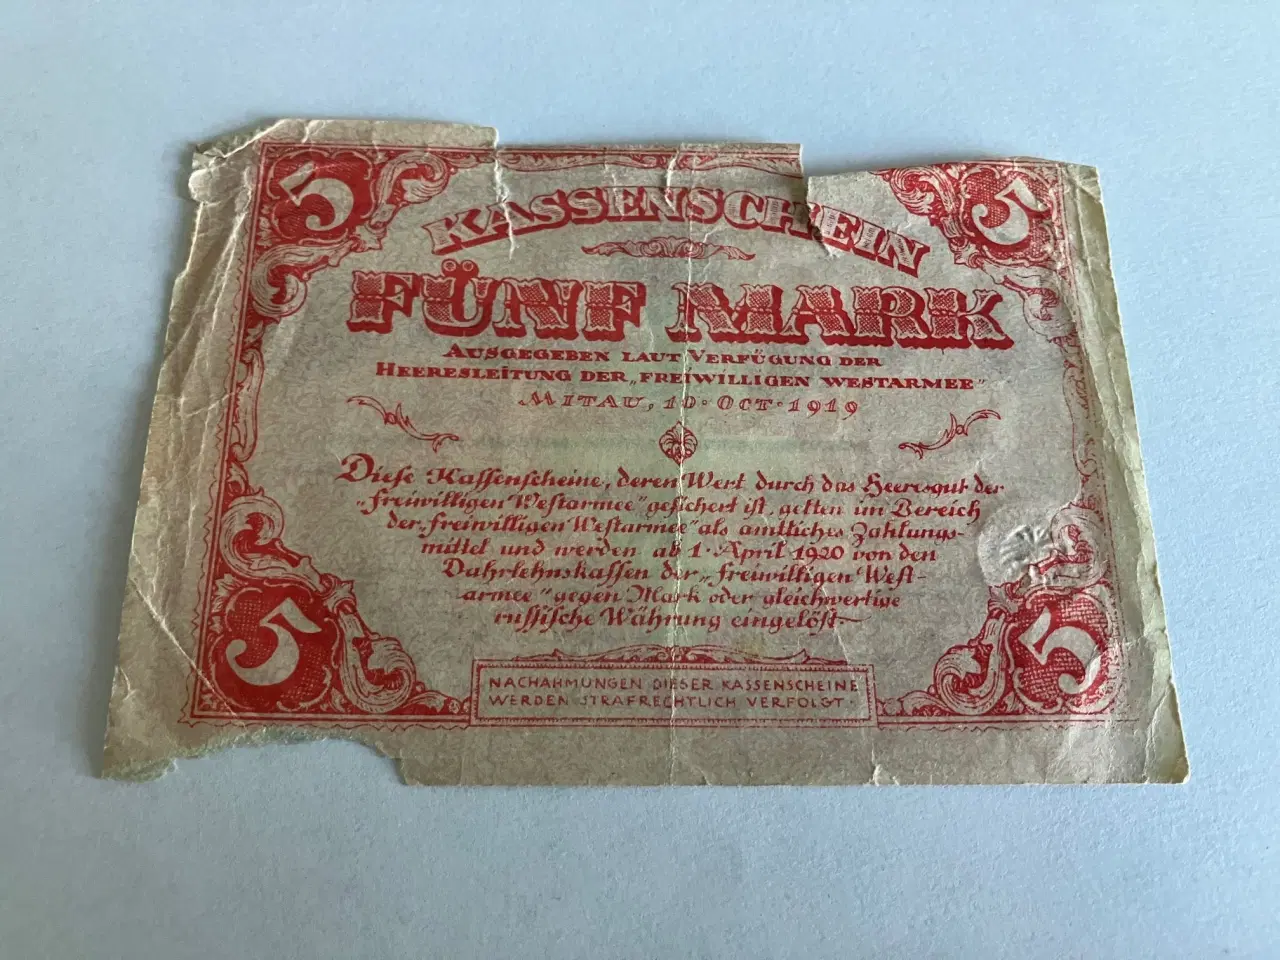 5 5
KASSENSCHEIN
FÜNF MARK
AUSGEGEBEN LAUT VERFÜGUNG DER
HEERESLEITUNG DER „FREIWILLIGEN WESTARMEE"
MITAU, 10·OCT·1919
Diese Kassenscheine, deren Wert durch das Heeresgut der
„Freiwilligen Westarmee" gesichert ist, gelten im Bereich
der „freiwilligen Westarmee" als amtliches Zahlungs-
mittel und werden ab 1·April 1920 von den
Dahrlehnskassen der „freiwilligen West-
armee" gegen Mark oder gleichwertige
russische Währung eingelöst
5 5
NACHAHMUNGEN DIESER KASSENSCHEINE
WERDEN STRAFRECHTLICH VERFOLGT·